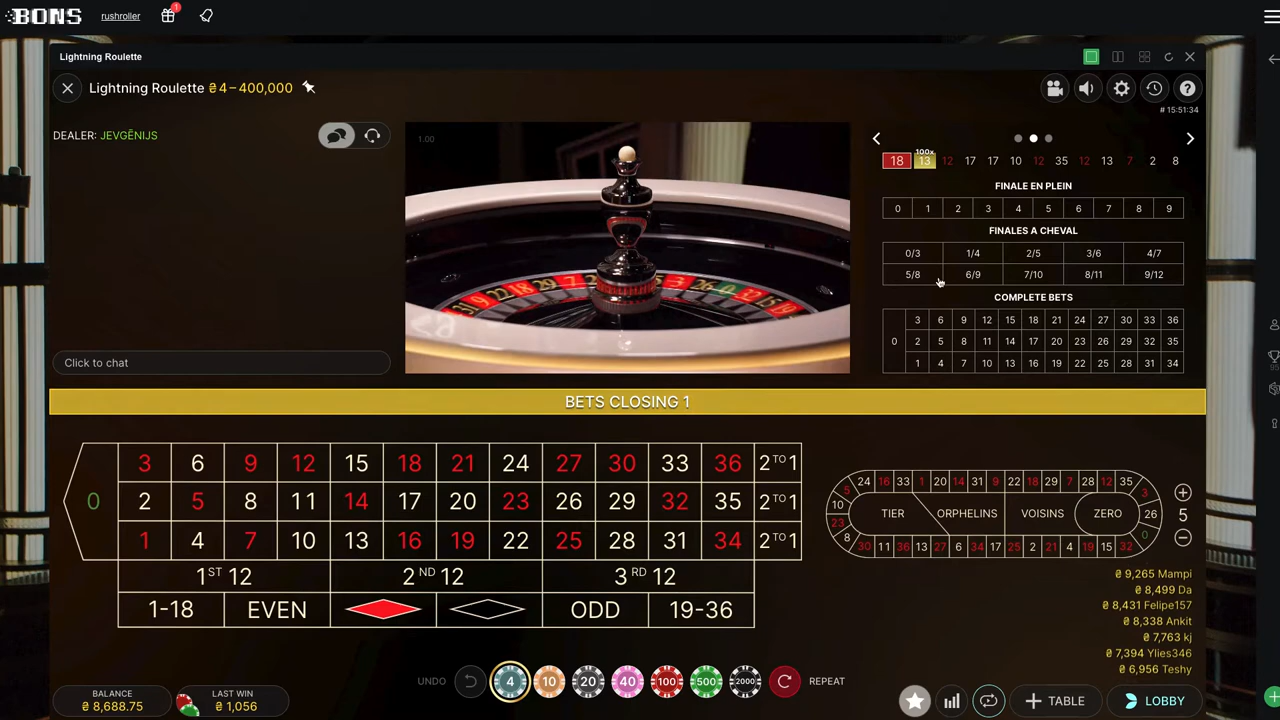 BONS
rushroller
1
Lightning Roulette
Lightning Roulette ₴4 – 400,000
# 15:51:34
DEALER: JEVGĒNIJS
1.00
100x
18 13 12 17 17 10 12 35 12 13 7 2 8
FINALE EN PLEIN
0 1 2 3 4 5 6 7 8 9
FINALES A CHEVAL
0/3 1/4 2/5 3/6 4/7
5/8 6/9 7/10 8/11 9/12
COMPLETE BETS
3 6 9 12 15 18 21 24 27 30 33 36
0 2 5 8 11 14 17 20 23 26 29 32 35
1 4 7 10 13 16 19 22 25 28 31 34
Click to chat
BETS CLOSING 1
3 6 9 12 15 18 21 24 27 30 33 36 2 TO 1
0 2 5 8 11 14 17 20 23 26 29 32 35 2 TO 1
1 4 7 10 13 16 19 22 25 28 31 34 2 TO 1
1ST 12 2ND 12 3RD 12
1-18 EVEN ODD 19-36
5 24 16 33 1 20 14 31 9 22 18 29 7 28 12 35 3
10 26
TIER ORPHELINS VOISINS ZERO
23 0
8 30 11 36 13 27 6 34 17 25 2 21 4 19 15 32
5
₴ 9,265 Mampi
₴ 8,499 Da
₴ 8,431 Felipe157
₴ 8,338 Ankit
₴ 7,763 kj
₴ 7,394 Ylies346
₴ 6,956 Teshy
UNDO 4 10 20 40 100 500 2000 REPEAT
BALANCE
₴ 8,688.75
LAST WIN
₴ 1,056
TABLE
LOBBY